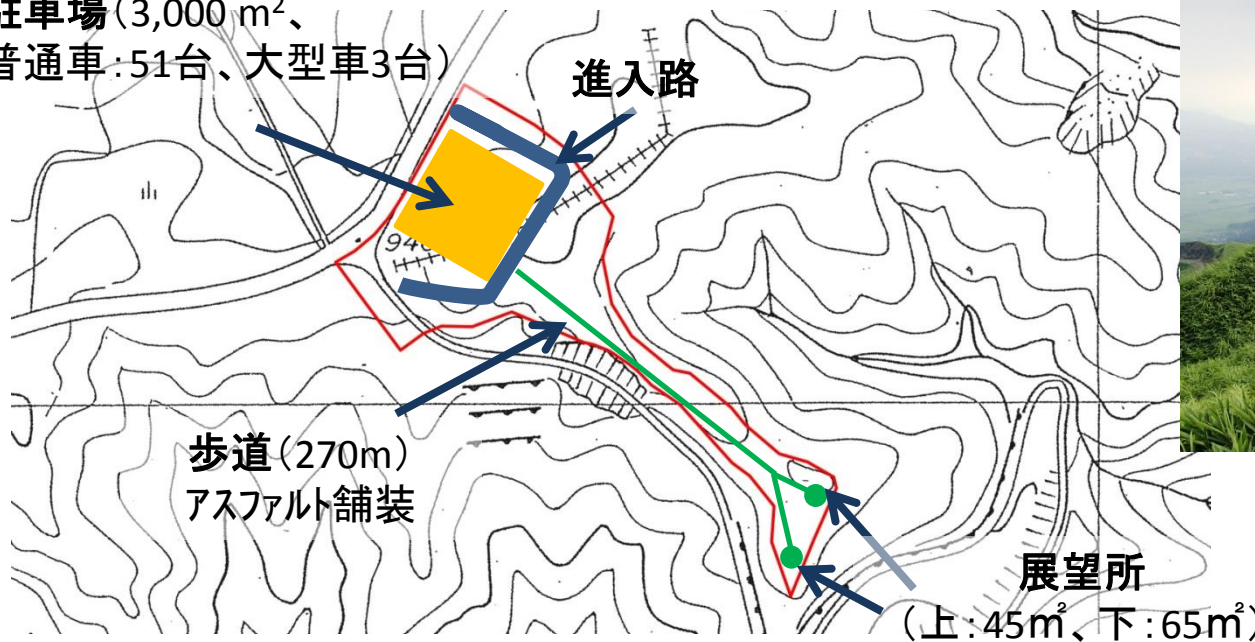 駐車場（3,000 m²、
普通車：51台、大型車3台）
進入路
歩道（270m）
アスファルト舗装
展望所
（上：45㎡、下：65㎡）